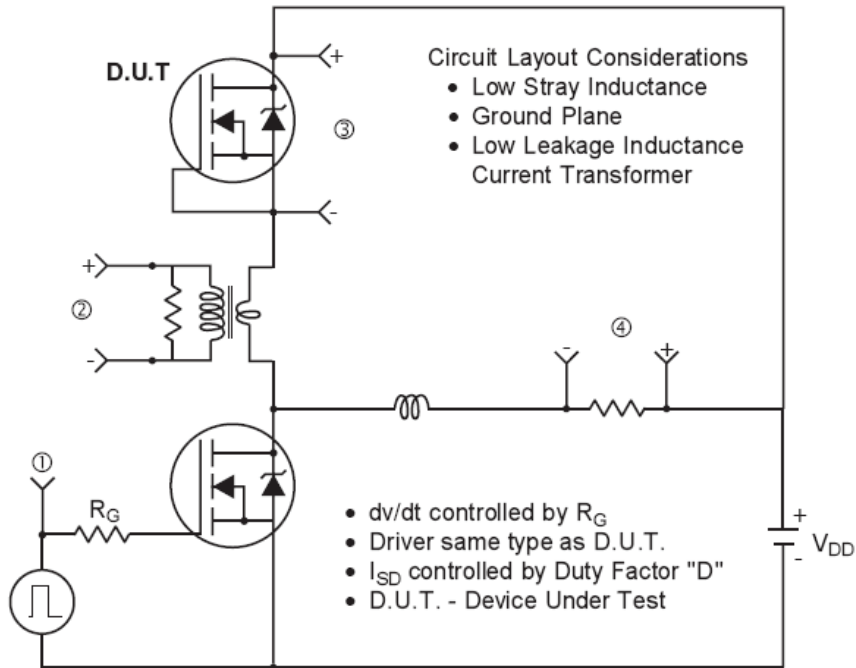 D.U.T
+
③
-
Circuit Layout Considerations
• Low Stray Inductance
• Ground Plane
• Low Leakage Inductance
Current Transformer
+
②
-
④
-
+
①
R_G
• dv/dt controlled by R_G
• Driver same type as D.U.T.
• I_SD controlled by Duty Factor "D"
• D.U.T. - Device Under Test
+
V_DD
-